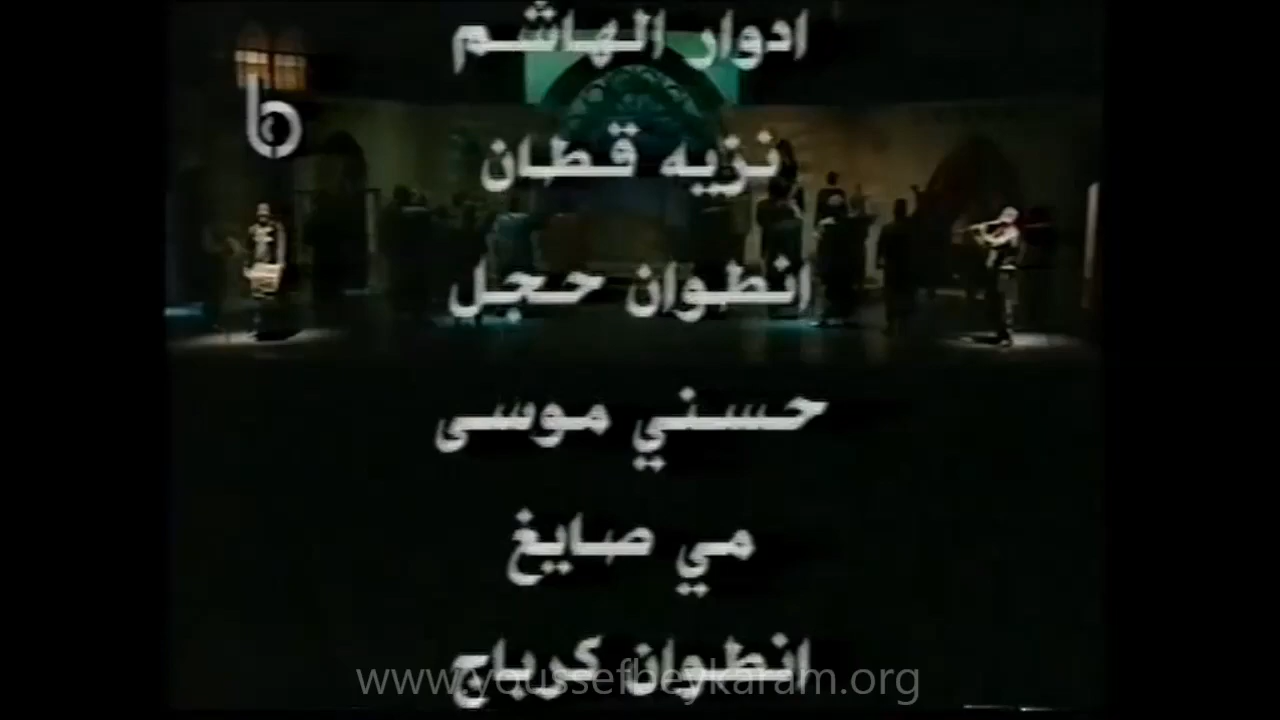 ادوار الهاشم
نزيه قطان
انطوان حجل
حسني موسى
مي صايغ
انطوان كرباج
www.youssefbeykaram.org